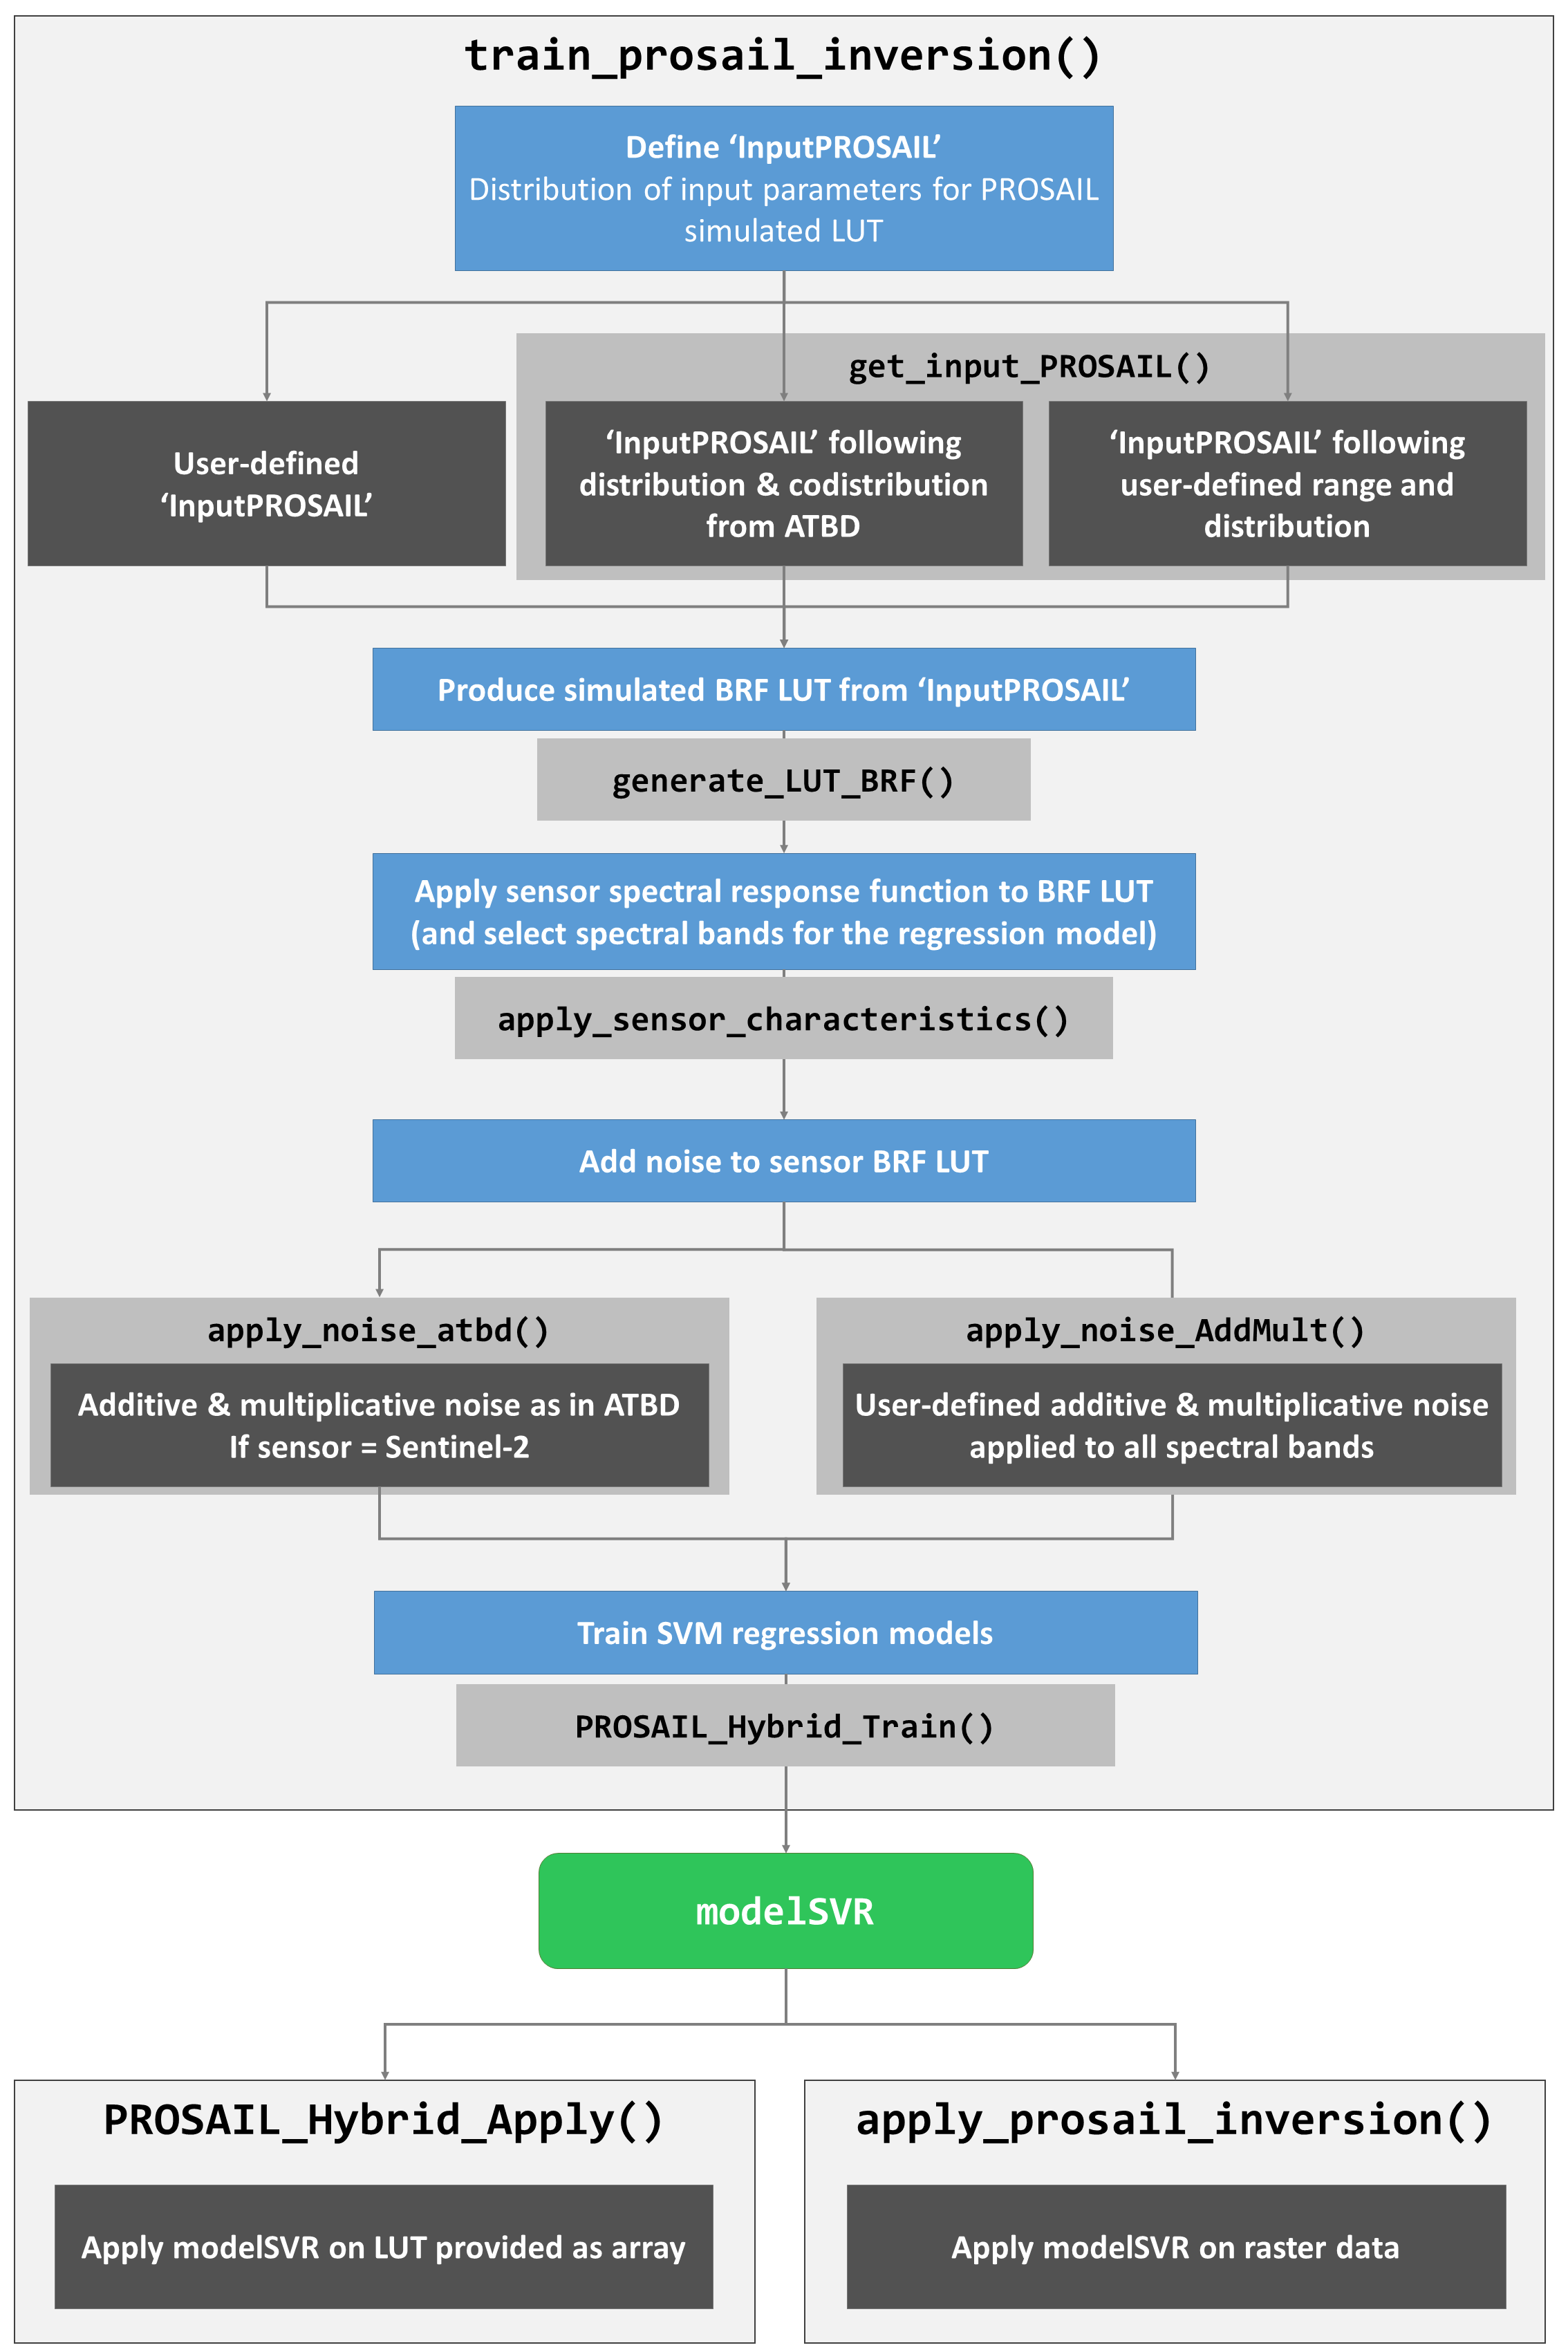 train_prosail_inversion()
Define ‘InputPROSAIL’
Distribution of input parameters for PROSAIL
simulated LUT
get_input_PROSAIL()
User-defined
‘InputPROSAIL’
‘InputPROSAIL’ following
distribution & codistribution
from ATBD
‘InputPROSAIL’ following
user-defined range and
distribution
Produce simulated BRF LUT from ‘InputPROSAIL’
generate_LUT_BRF()
Apply sensor spectral response function to BRF LUT
(and select spectral bands for the regression model)
apply_sensor_characteristics()
Add noise to sensor BRF LUT
apply_noise_atbd()
Additive & multiplicative noise as in ATBD
If sensor = Sentinel-2
apply_noise_AddMult()
User-defined additive & multiplicative noise
applied to all spectral bands
Train SVM regression models
PROSAIL_Hybrid_Train()
modelSVR
PROSAIL_Hybrid_Apply()
Apply modelSVR on LUT provided as array
apply_prosail_inversion()
Apply modelSVR on raster data